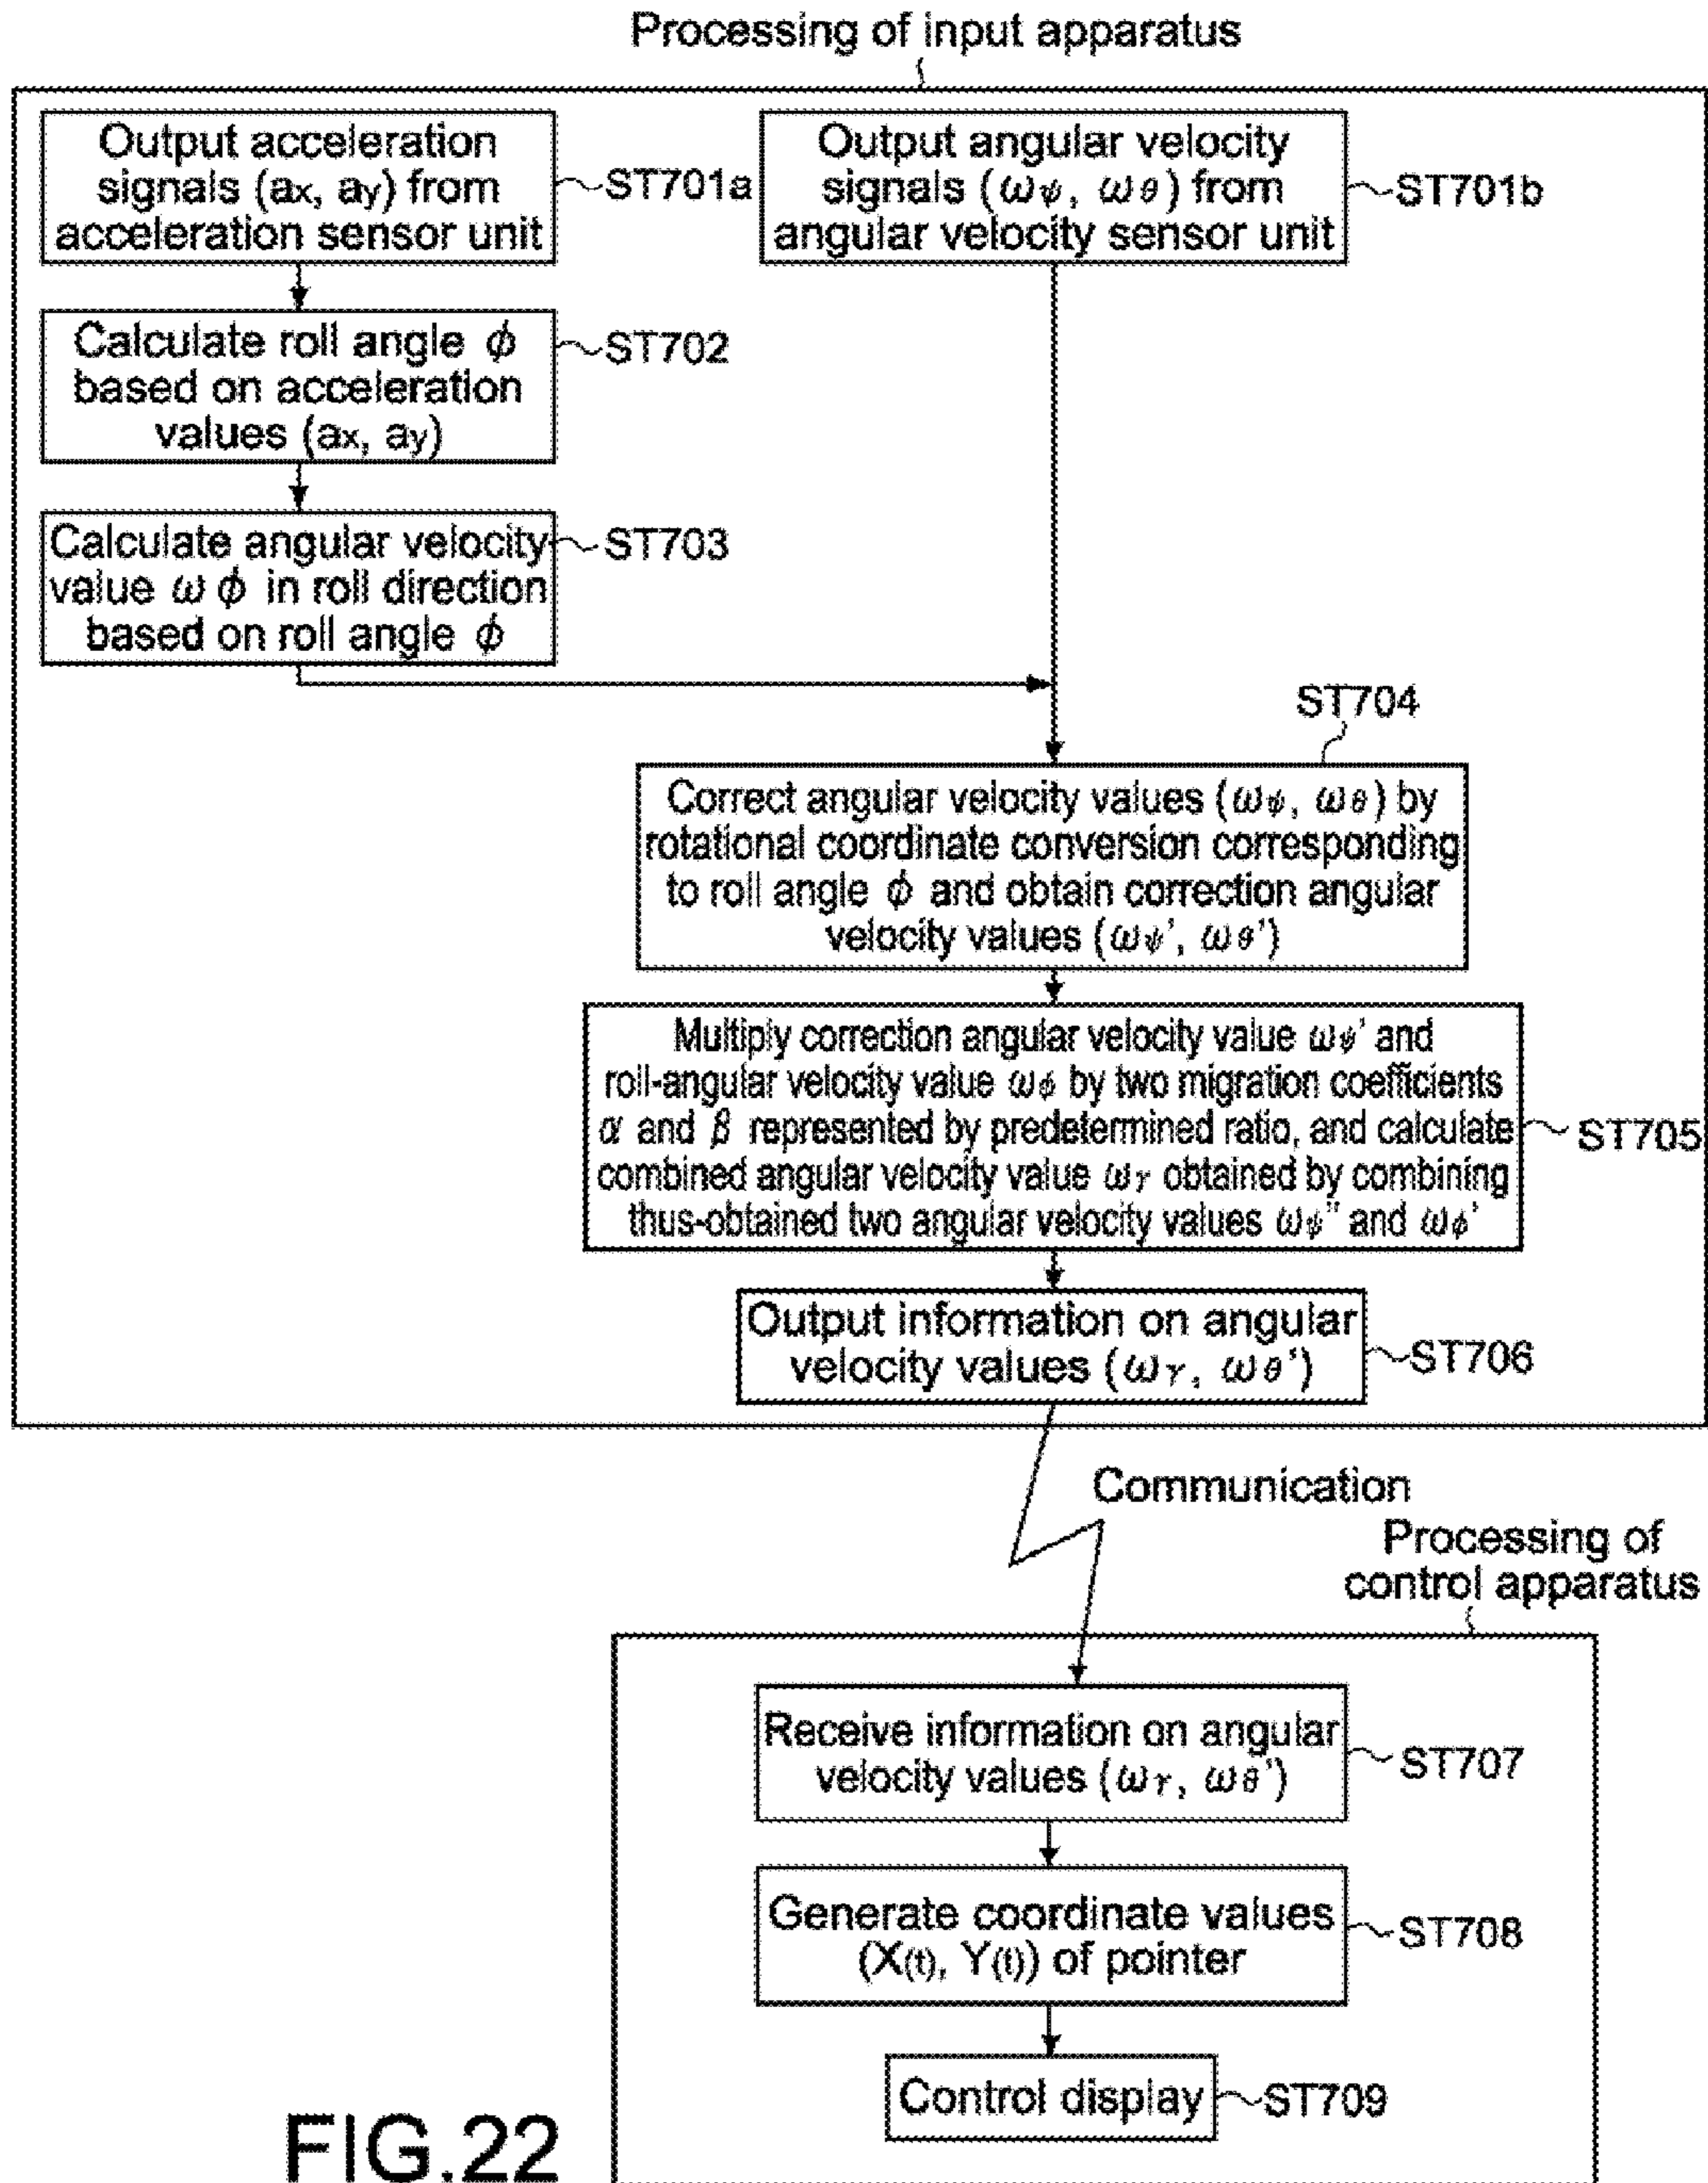 Processing of input apparatus
Output acceleration
signals (ax, ay) from
acceleration sensor unit
ST701a
Output angular velocity
signals (ωψ, ωθ) from
angular velocity sensor unit
ST701b
Calculate roll angle ϕ
based on acceleration
values (ax, ay)
ST702
Calculate angular velocity
value ωϕ in roll direction
based on roll angle ϕ
ST703
ST704
Correct angular velocity values (ωψ, ωθ) by
rotational coordinate conversion corresponding
to roll angle ϕ and obtain correction angular
velocity values (ωψ’, ωθ’)
Multiply correction angular velocity value ωψ’ and
roll-angular velocity value ωϕ by two migration coefficients
α and β represented by predetermined ratio, and calculate
combined angular velocity value ωγ obtained by combining
thus-obtained two angular velocity values ωψ” and ωϕ’
ST705
Output information on angular
velocity values (ωγ, ωθ’)
ST706
Communication
Processing of
control apparatus
Receive information on angular
velocity values (ωγ, ωθ’)
ST707
Generate coordinate values
(X(t), Y(t)) of pointer
ST708
Control display
ST709
FIG.22